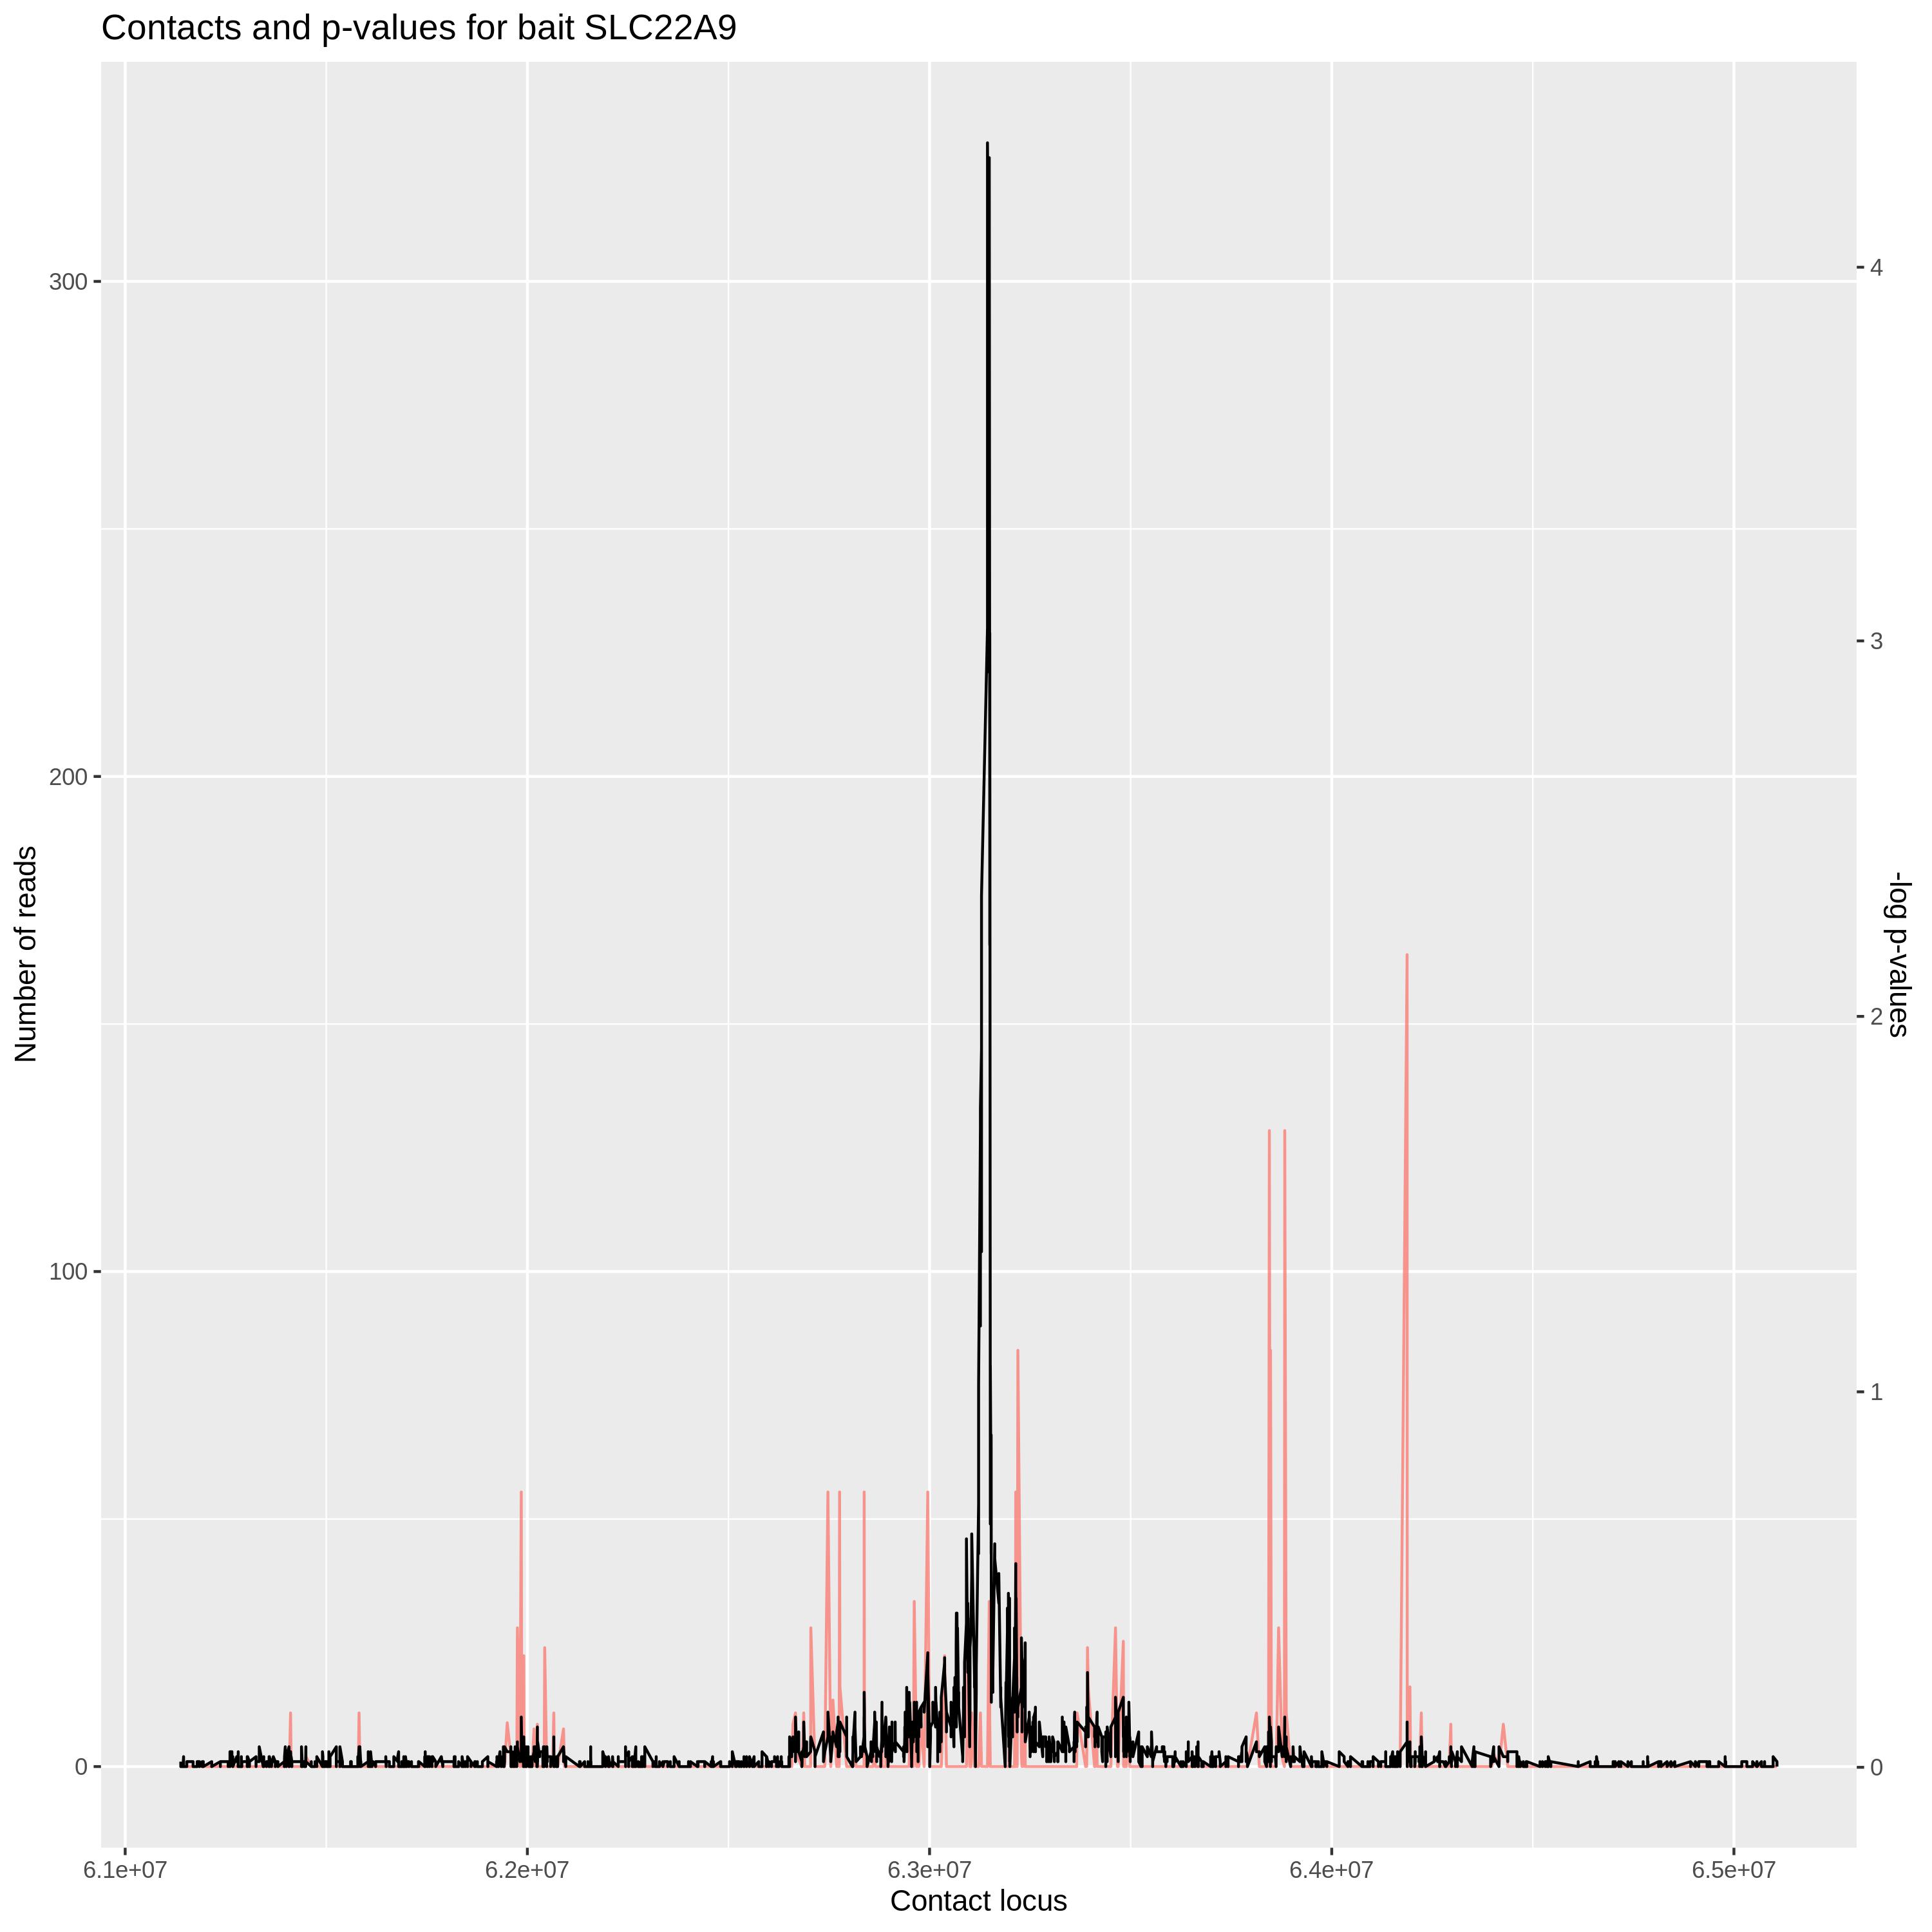 Contacts and p-values for bait SLC22A9
Number of reads
300
200
100
0
4
3
2
1
0
-log p-values
6.1e+07
6.2e+07
6.3e+07
6.4e+07
6.5e+07
Contact locus